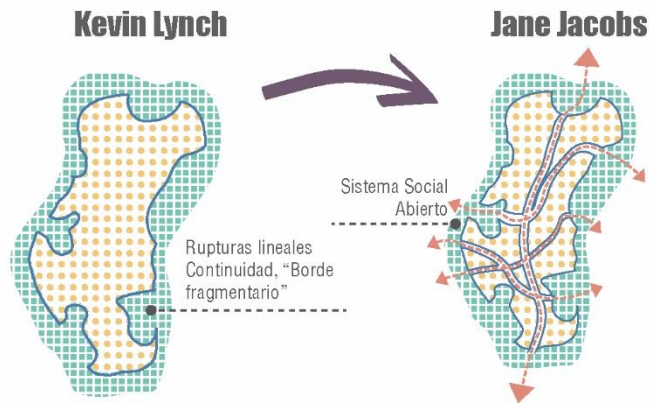 Kevin Lynch
Jane Jacobs
Sistema Social
Abierto
Rupturas lineales
Continuidad, “Borde
fragmentario”